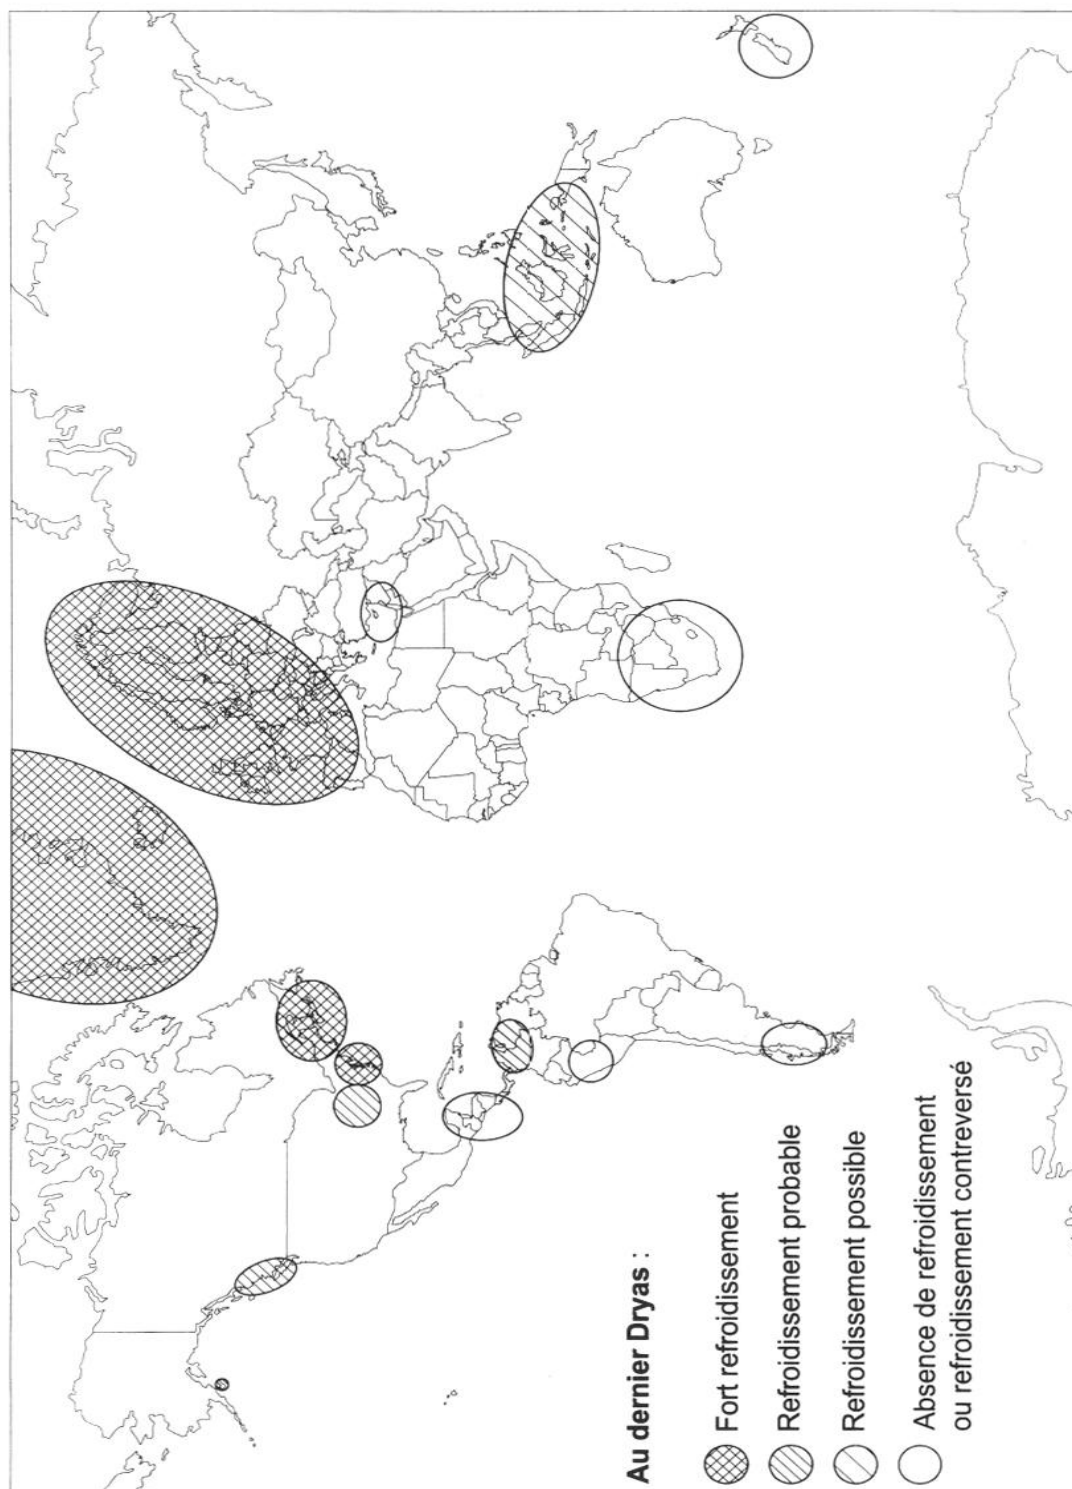 Au dernier Dryas :
Fort refroidissement
Refroidissement probable
Refroidissement possible
Absence de refroidissement
ou refroidissement contreversé